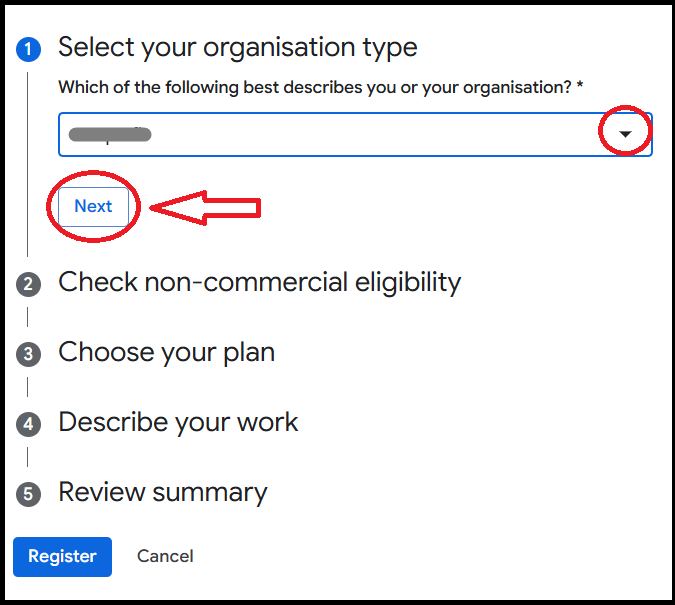 1 Select your organisation type
Which of the following best describes you or your organisation? *
Next
2 Check non-commercial eligibility
3 Choose your plan
4 Describe your work
5 Review summary
Register Cancel